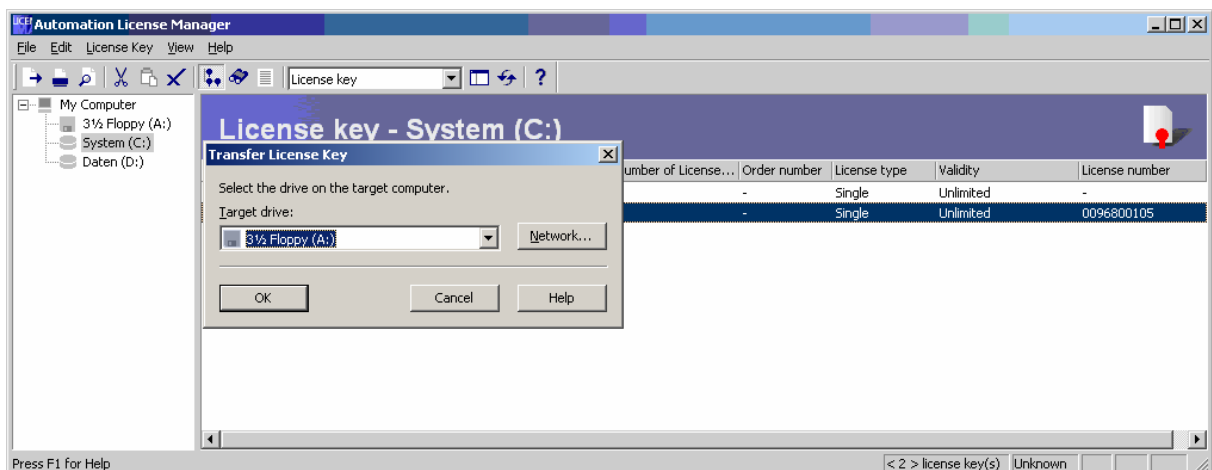 Automation License Manager
File Edit License Key View Help
License key
My Computer
3½ Floppy (A:)
System (C:)
Daten (D:)
License key - System (C:)
Transfer License Key
Select the drive on the target computer.
Target drive:
3½ Floppy (A:)
Network...
OK Cancel Help
umber of License... Order number License type Validity License number
- Single Unlimited -
- Single Unlimited 0096800105
Press F1 for Help
< 2 > license key(s) Unknown